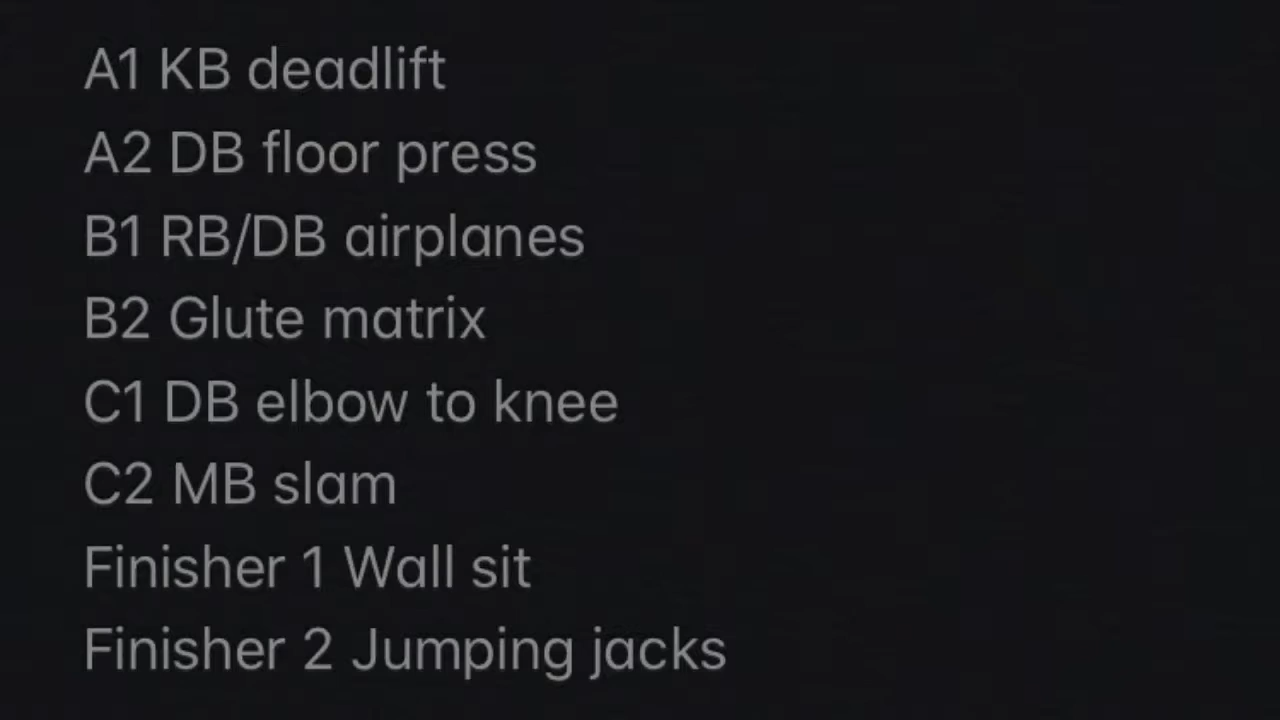 A1 KB deadlift
A2 DB floor press
B1 RB/DB airplanes
B2 Glute matrix
C1 DB elbow to knee
C2 MB slam
Finisher 1 Wall sit
Finisher 2 Jumping jacks